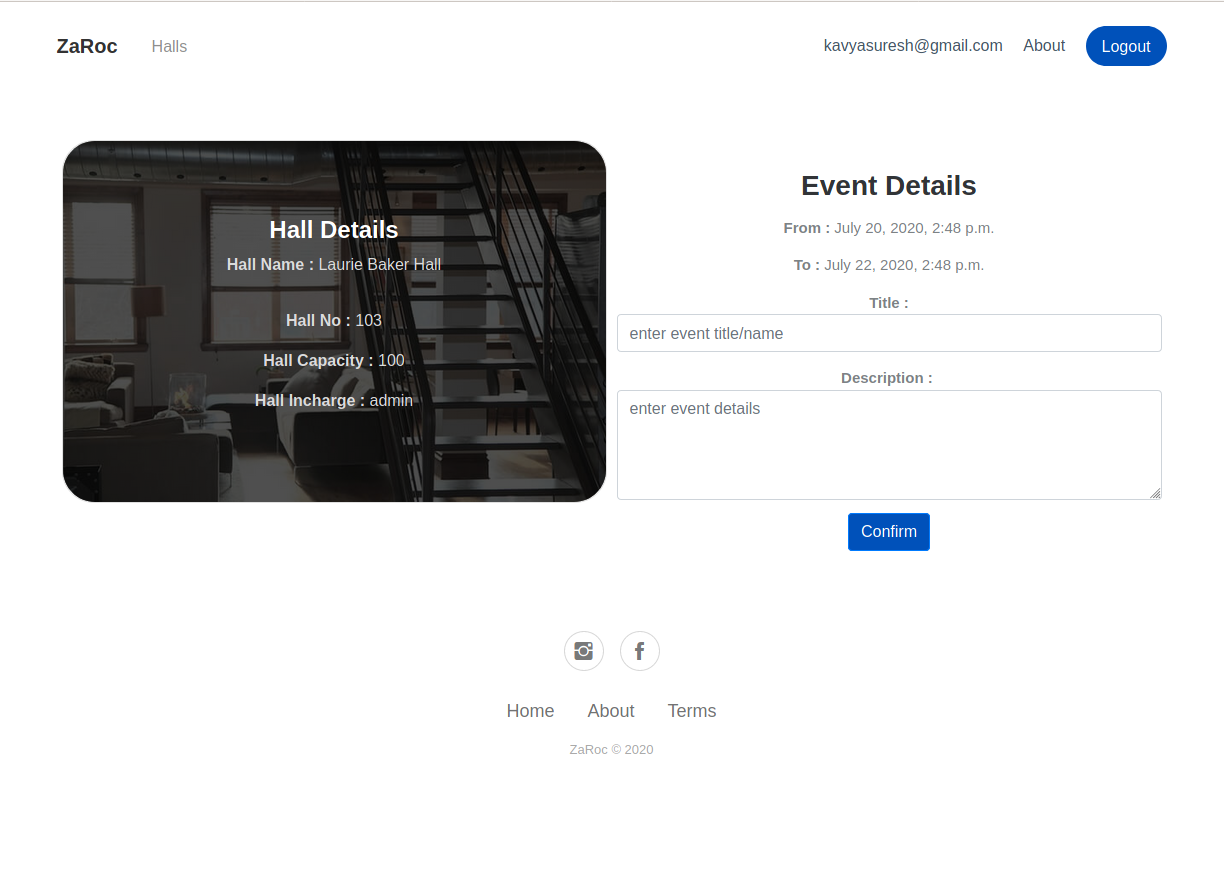 ZaRoc Halls kavyasuresh@gmail.com About Logout
Hall Details
Hall Name : Laurie Baker Hall
Hall No : 103
Hall Capacity : 100
Hall Incharge : admin
Event Details
From : July 20, 2020, 2:48 p.m.
To : July 22, 2020, 2:48 p.m.
Title :
enter event title/name
Description :
enter event details
Confirm
Home About Terms
ZaRoc © 2020